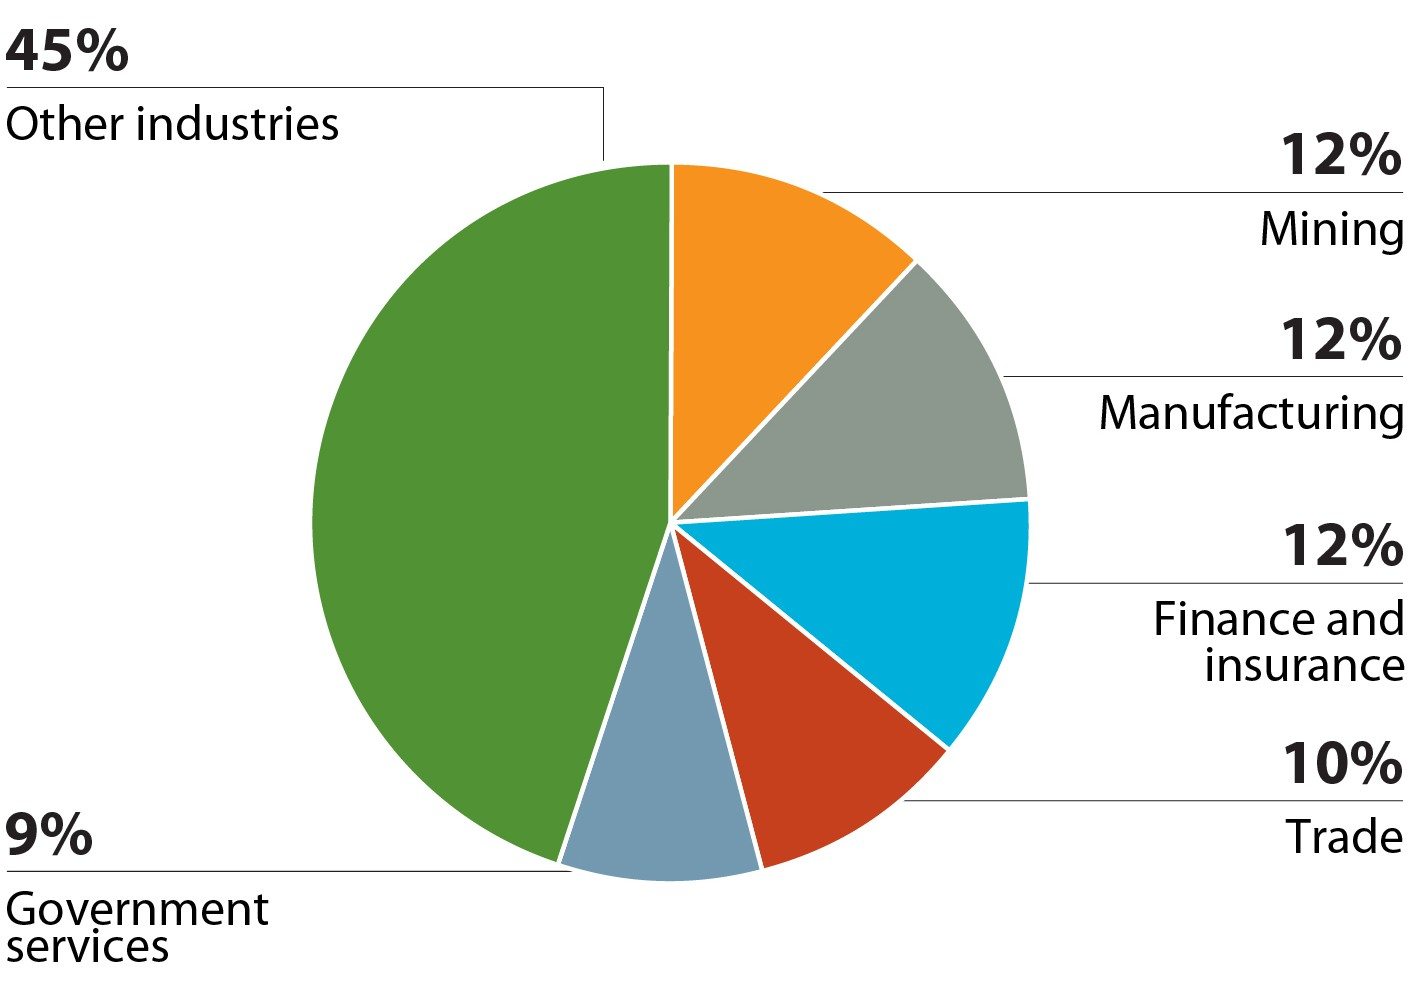 45%
Other industries
12%
Mining
12%
Manufacturing
12%
Finance and
insurance
10%
Trade
9%
Government
services